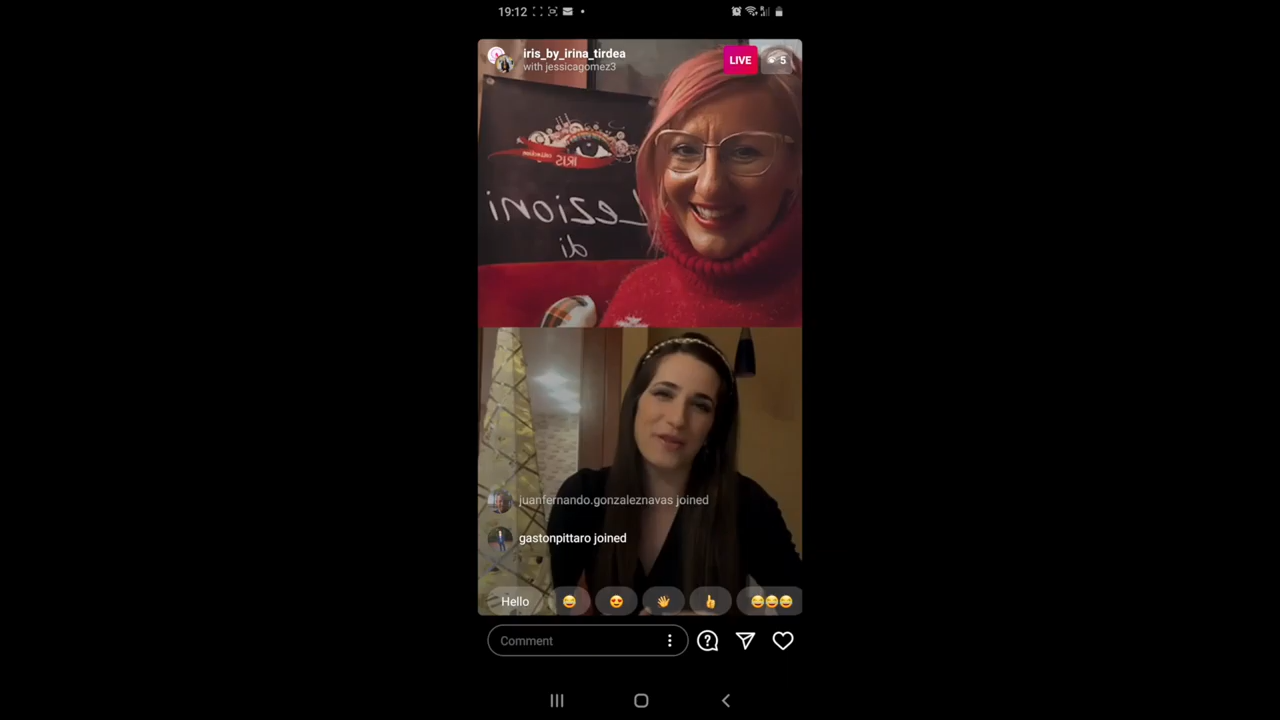 19:12
iris_by_irina_tirdea
with jessicagomez3
LIVE
5
IRIS
Lezioni
di
juanfernando.gonzaleznavas joined
gastonpittaro joined
Hello
Comment